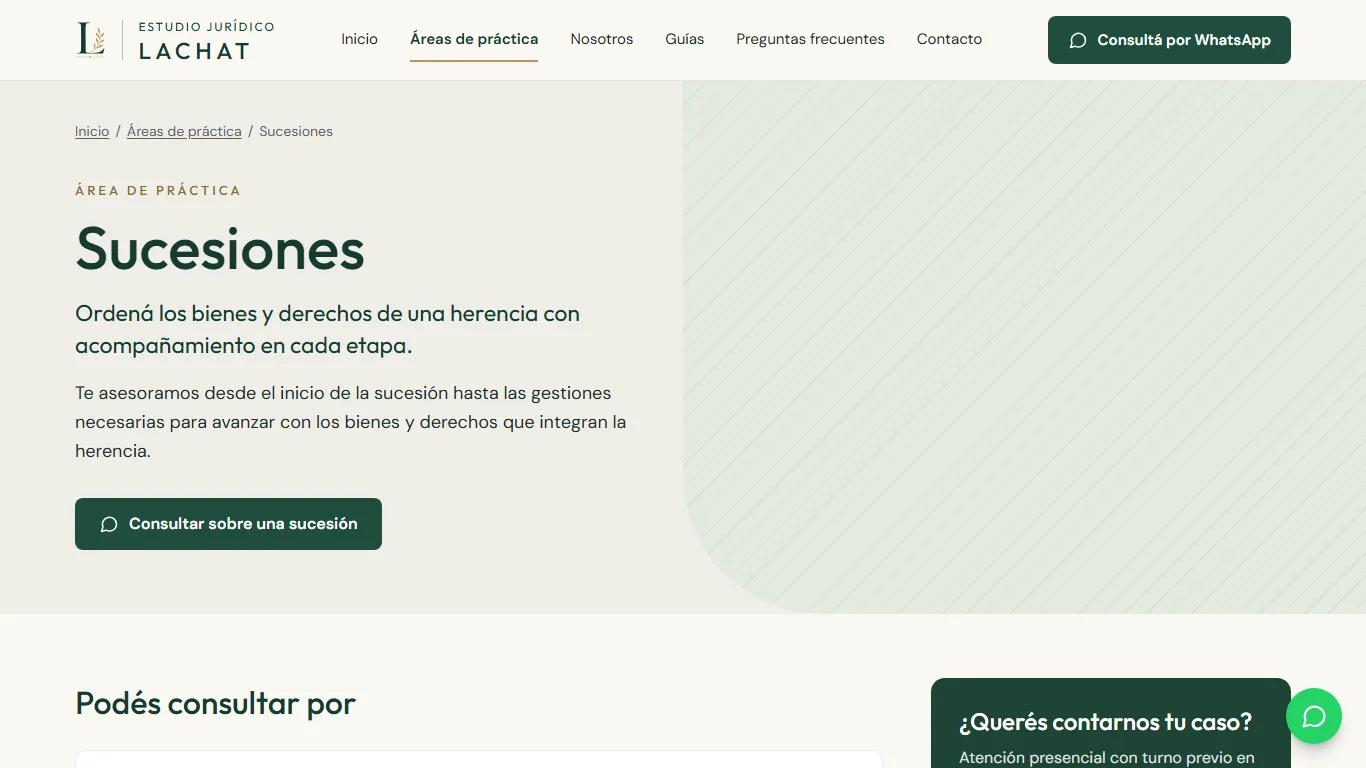 ESTUDIO JURÍDICO
LACHAT
Inicio
Áreas de práctica
Nosotros
Guías
Preguntas frecuentes
Contacto
Consultá por WhatsApp
Inicio / Áreas de práctica / Sucesiones
ÁREA DE PRÁCTICA
Sucesiones
Ordená los bienes y derechos de una herencia con
acompañamiento en cada etapa.
Te asesoramos desde el inicio de la sucesión hasta las gestiones
necesarias para avanzar con los bienes y derechos que integran la
herencia.
Consultar sobre una sucesión
Podés consultar por
¿Querés contarnos tu caso?
Atención presencial con turno previo en